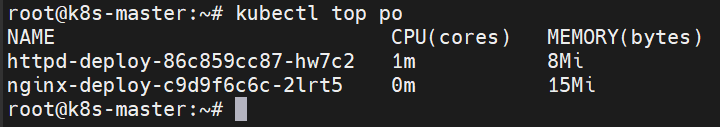 root@k8s-master:~# kubectl top po
NAME CPU(cores) MEMORY(bytes)
httpd-deploy-86c859cc87-hw7c2 1m 8Mi
nginx-deploy-c9d9f6c6c-2lrt5 0m 15Mi
root@k8s-master:~#